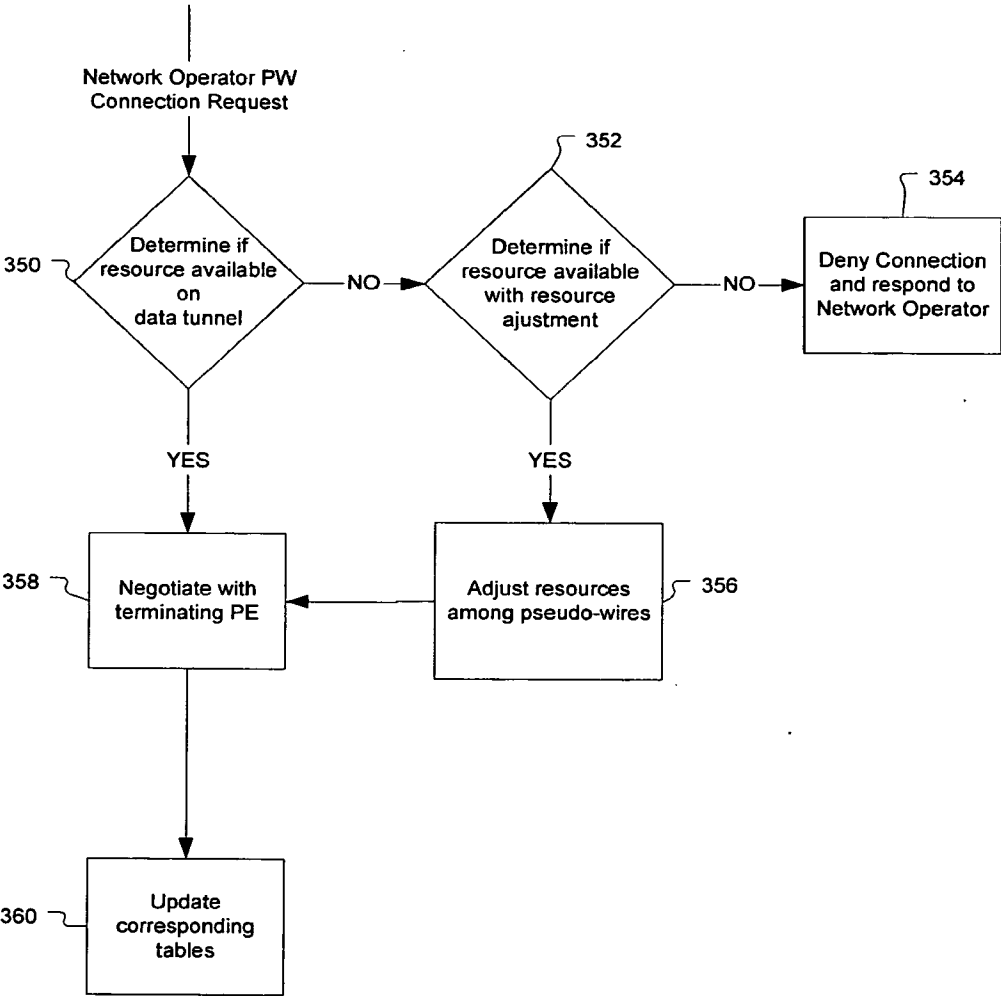 Network Operator PW
Connection Request
352
354
350
Determine if
resource available
on
data tunnel
NO
Determine if
resource available
with resource
ajustment
NO
Deny Connection
and respond to
Network Operator
YES
YES
358
Negotiate with
terminating PE
Adjust resources
among pseudo-wires
356
360
Update
corresponding
tables